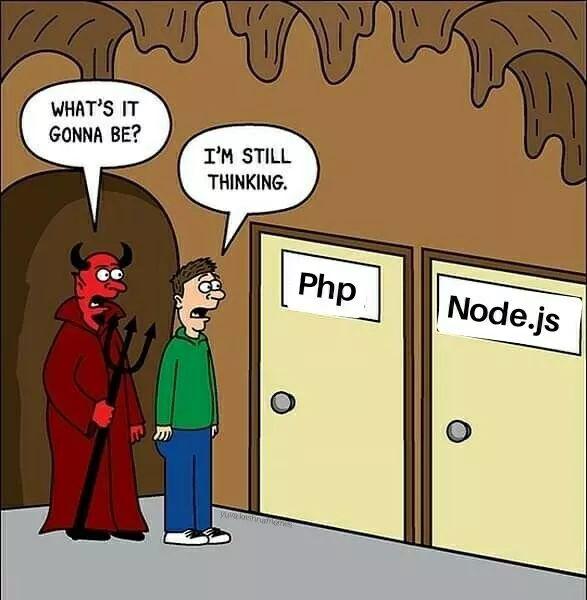 WHAT'S IT
GONNA BE?
I'M STILL
THINKING.
Php
Node.js